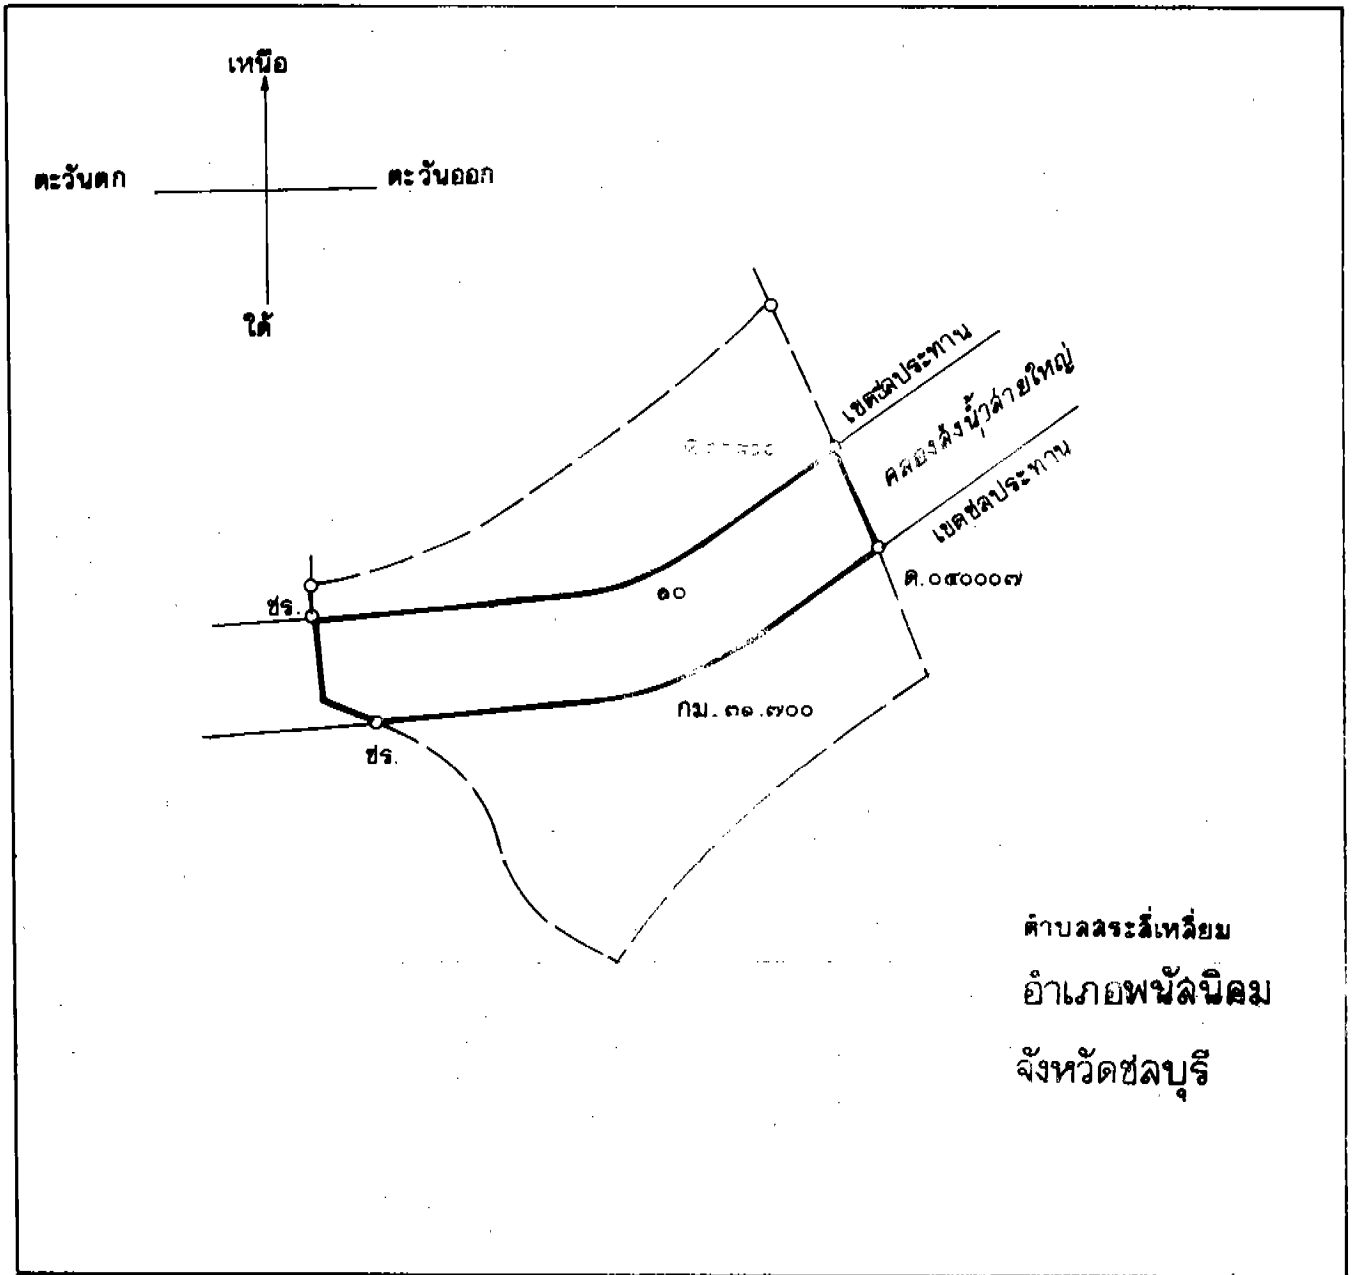 เหนือ
ตะวันตก
ตะวันออก
ใต้
เขตชลประทาน
คลองส่งน้ำสายใหญ่
เขตชลประทาน
ด.๐๔๐๐๐๗
ชร.
๑๐
กม. ๓๑.๗๐๐
ชร.
ตำบลสระสี่เหลี่ยม
อำเภอพนัสนิคม
จังหวัดชลบุรี